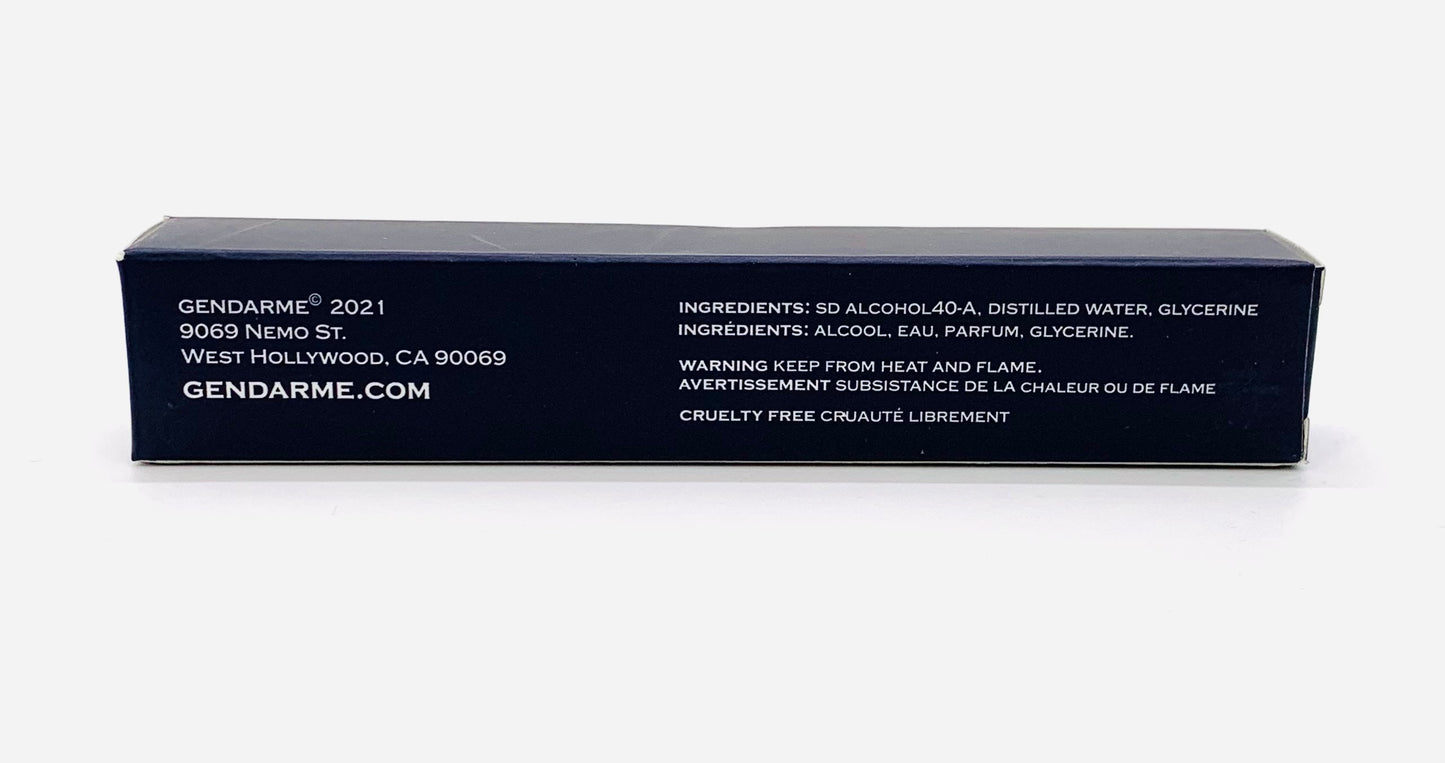 GENDARME© 2021
9069 NEMO ST.
WEST HOLLYWOOD, CA 90069
GENDARME.COM
INGREDIENTS: SD ALCOHOL40-A, DISTILLED WATER, GLYCERINE
INGRÉDIENTS: ALCOOL, EAU, PARFUM, GLYCERINE.
WARNING KEEP FROM HEAT AND FLAME.
AVERTISSEMENT SUBSISTANCE DE LA CHALEUR OU DE FLAME
CRUELTY FREE CRUAUTÉ LIBREMENT